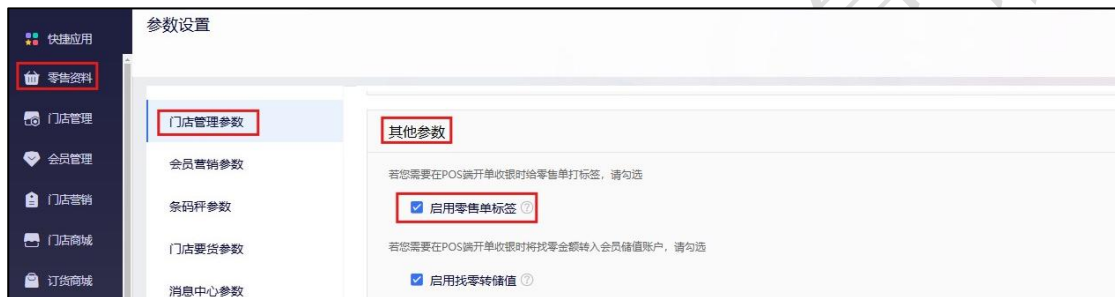 参数设置
快捷应用
零售资料
门店管理
会员管理
门店营销
门店商城
订货商城
门店管理参数
会员营销参数
条码秤参数
门店要货参数
消息中心参数
其他参数
若您需要在POS端开单收银时给零售单打标签，请勾选
启用零售单标签
若您需要在POS端开单收银时将找零金额转入会员储值账户，请勾选
启用找零转储值